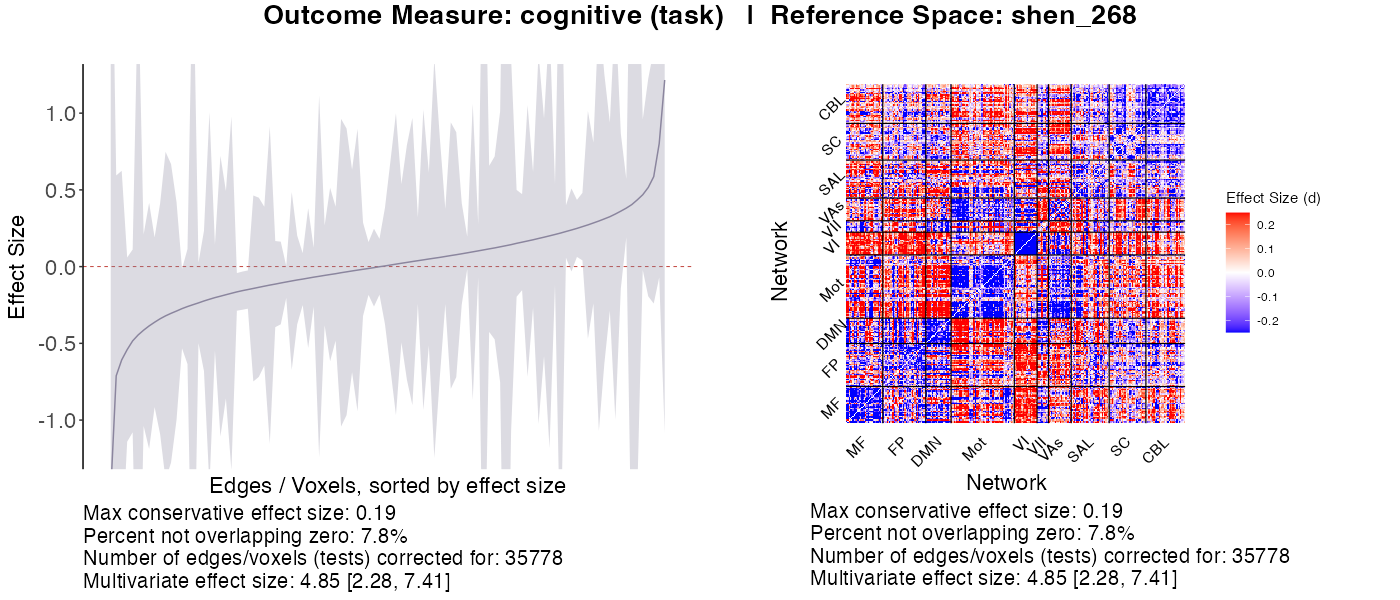 Outcome Measure: cognitive (task) | Reference Space: shen_268
Effect Size
1.0
0.5
0.0
-0.5
-1.0
Edges / Voxels, sorted by effect size
Max conservative effect size: 0.19
Percent not overlapping zero: 7.8%
Number of edges/voxels (tests) corrected for: 35778
Multivariate effect size: 4.85 [2.28, 7.41]
Network
CBL
SC
SAL
VAs
VII
VI
Mot
DMN
FP
MF
MF
FP
DMN
Mot
VI
VII
VAs
SAL
SC
CBL
Network
Effect Size (d)
0.2
0.1
0.0
-0.1
-0.2
Max conservative effect size: 0.19
Percent not overlapping zero: 7.8%
Number of edges/voxels (tests) corrected for: 35778
Multivariate effect size: 4.85 [2.28, 7.41]